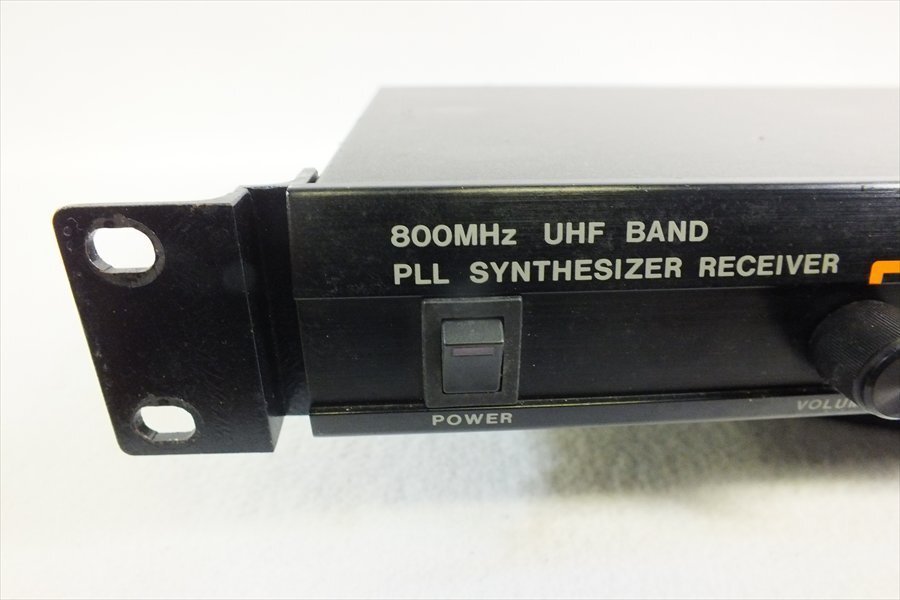 800MHz UHF BAND
PLL SYNTHESIZER RECEIVER
POWER